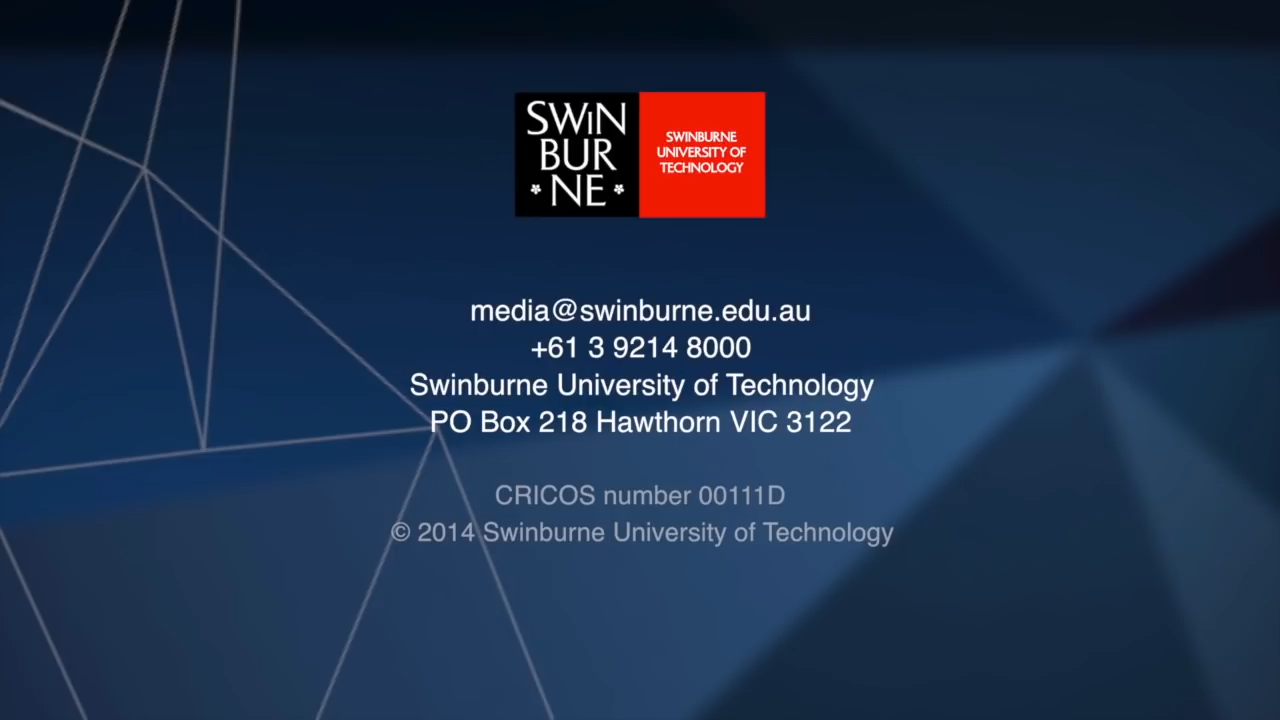 SWiN
BUR
NE
SWINBURNE
UNIVERSITY OF
TECHNOLOGY
media@swinburne.edu.au
+61 3 9214 8000
Swinburne University of Technology
PO Box 218 Hawthorn VIC 3122
CRICOS number 00111D
© 2014 Swinburne University of Technology